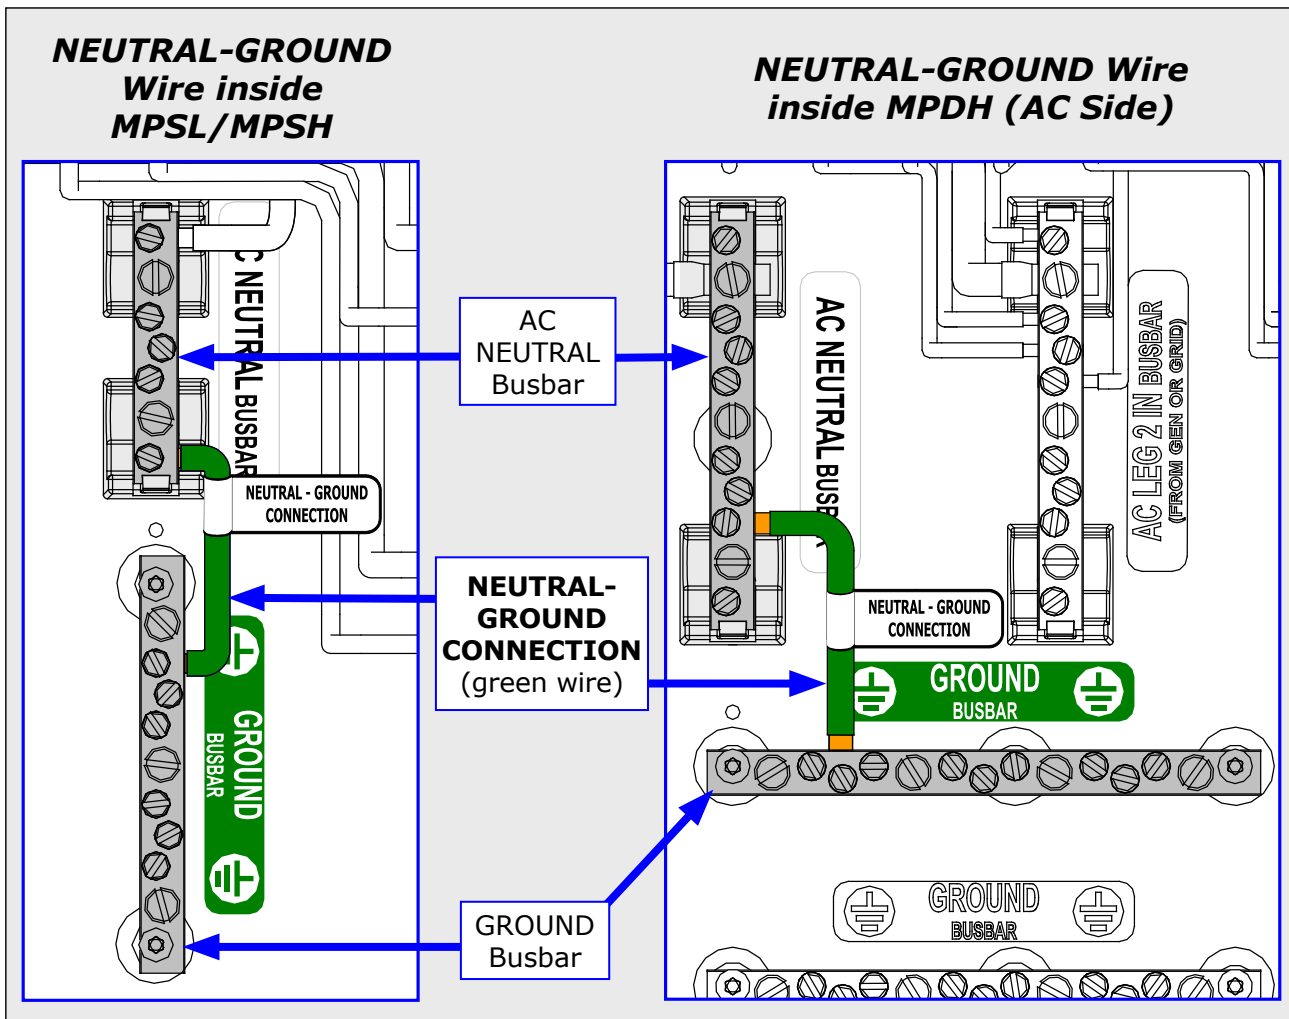 NEUTRAL-GROUND
Wire inside
MPSL/MPSH
NEUTRAL-GROUND Wire
inside MPDH (AC Side)
C NEUTRAL BUSBAR
NEUTRAL - GROUND
CONNECTION
GROUND
BUSBAR
AC
NEUTRAL
Busbar
NEUTRAL-
GROUND
CONNECTION
(green wire)
GROUND
Busbar
AC NEUTRAL BUSBAR
AC LEG 2 IN BUSBAR
(FROM GEN OR GRID)
NEUTRAL - GROUND
CONNECTION
GROUND
BUSBAR
GROUND
BUSBAR